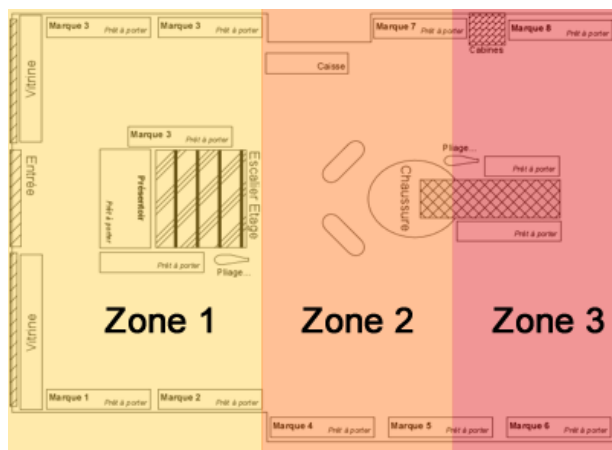 Marque 3
Prêt à porter
Marque 3
Prêt à porter
Marque 7
Prêt à porter
Marque 8
Prêt à porter
Cabines
Vitrine
Caisse
Marque 3
Prêt à porter
Entrée
Présentoir
Prêt à porter
Escalier Etage
Chaussure
Pliage...
Prêt à porter
Prêt à porter
Prêt à porter
Pliage...
Vitrine
Zone 1
Zone 2
Zone 3
Marque 1
Prêt à porter
Marque 2
Prêt à porter
Marque 4
Prêt à porter
Marque 5
Prêt à porter
Marque 6
Prêt à porter